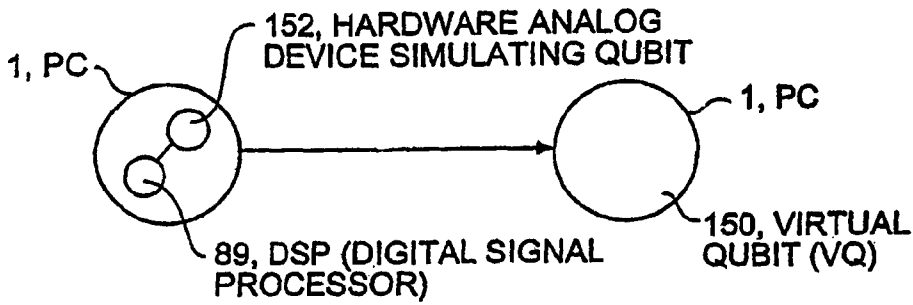 152, HARDWARE ANALOG
DEVICE SIMULATING QUBIT
1, PC
1, PC
150, VIRTUAL
QUBIT (VQ)
89, DSP (DIGITAL SIGNAL
PROCESSOR)